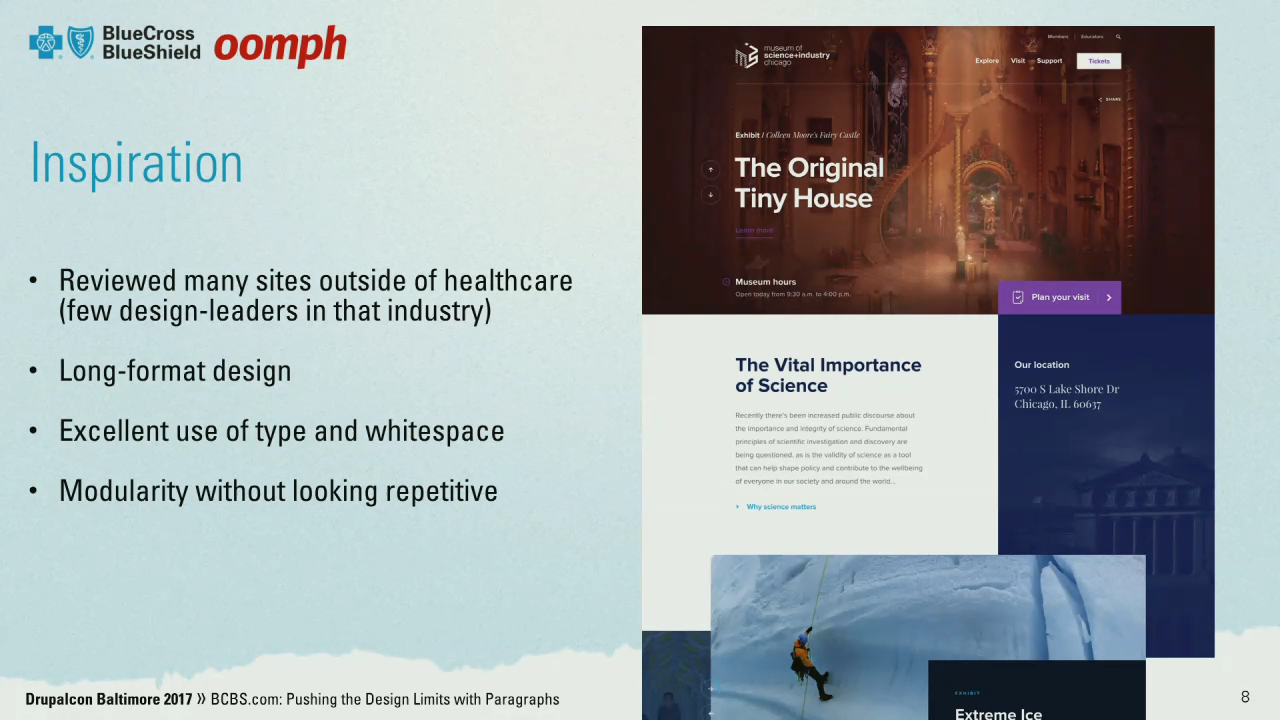 BlueCross
BlueShield
oomph
Inspiration
• Reviewed many sites outside of healthcare
(few design-leaders in that industry)
• Long-format design
• Excellent use of type and whitespace
• Modularity without looking repetitive
Drupalcon Baltimore 2017 » BCBS.com: Pushing the Design Limits with Paragraphs
8
Members | Educators
museum of
science+industry
chicago
Explore Visit Support Tickets
SHARE
Exhibit / Colleen Moore's Fairy Castle
The Original
Tiny House
Learn more
Museum hours
Open today from 9:30 a.m. to 4:00 p.m.
Plan your visit
The Vital Importance
of Science
Recently there's been increased public discourse about
the importance and integrity of science. Fundamental
principles of scientific investigation and discovery are
being questioned, as is the validity of science as a tool
that can help shape policy and contribute to the wellbeing
of everyone in our society and around the world...
Why science matters
Our location
5700 S Lake Shore Dr
Chicago, IL 60637
EXHIBIT
Extreme Ice